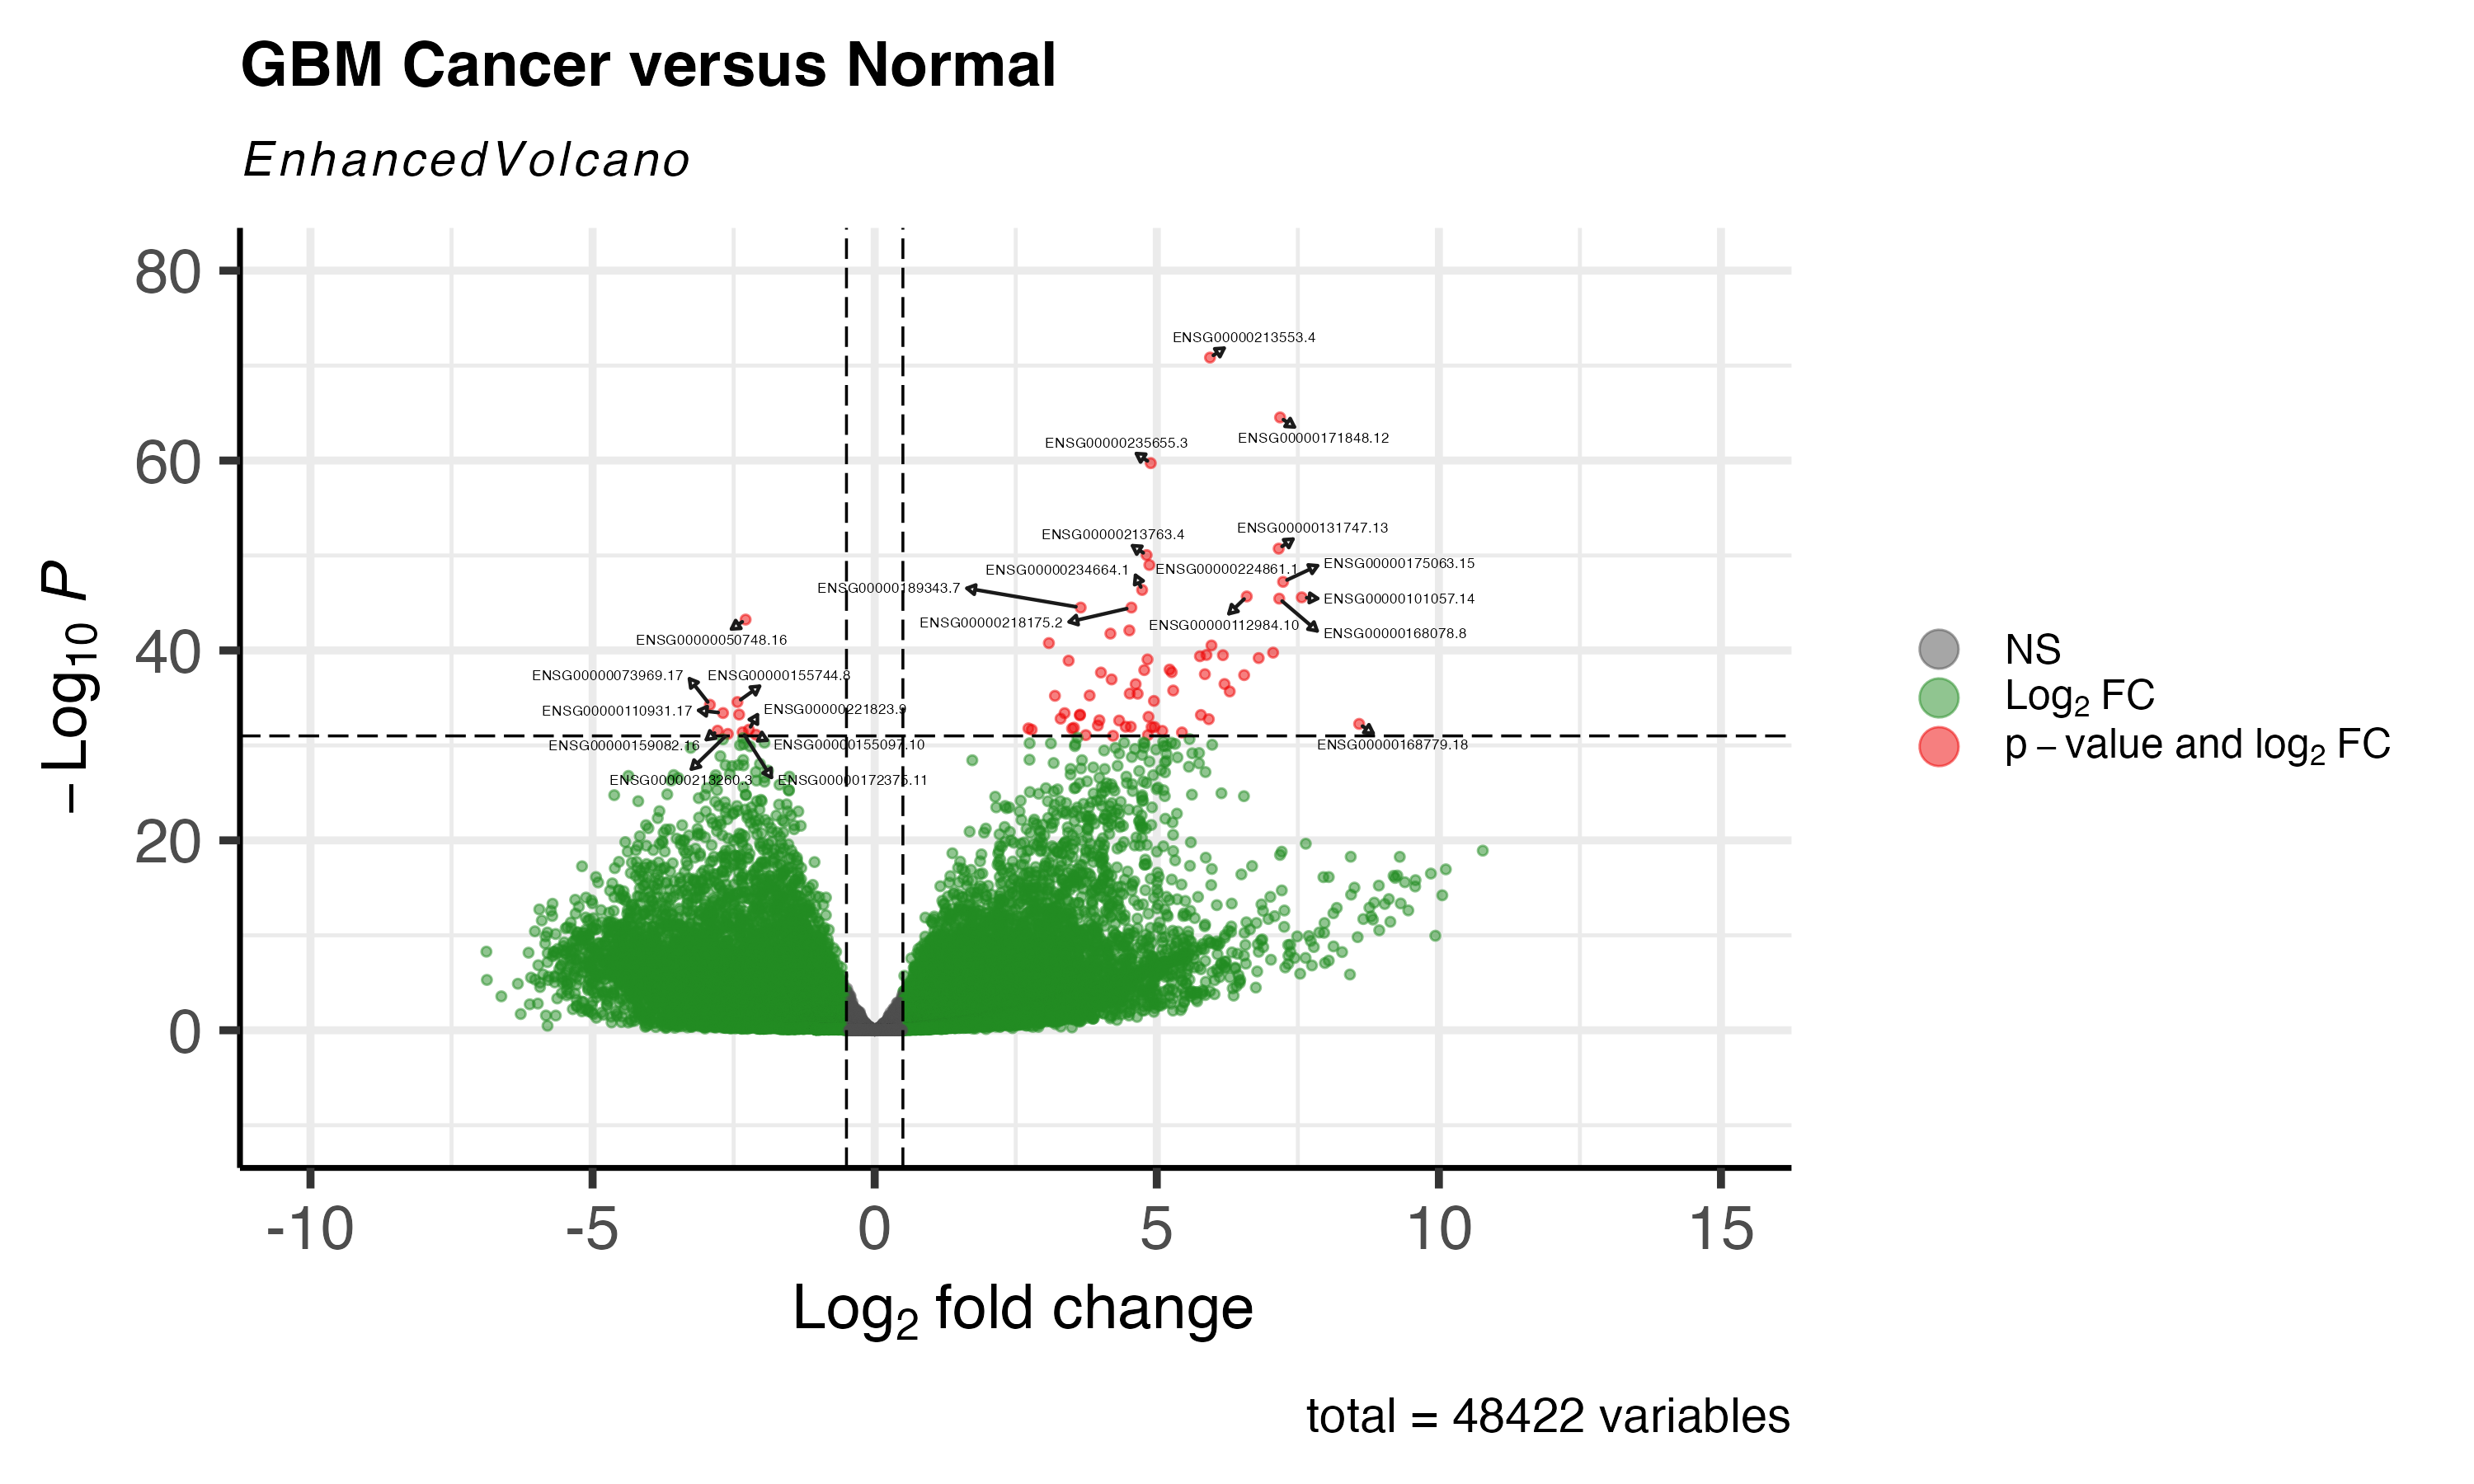 GBM Cancer versus Normal
EnhancedVolcano
80
60
40
20
0
-10
-5
0
5
10
15
−Log10 P
Log2 fold change
ENSG00000213553.4
ENSG00000171848.12
ENSG00000235655.3
ENSG00000131747.13
ENSG00000213763.4
ENSG00000175063.15
ENSG00000234664.1
ENSG00000224861.1
ENSG00000189343.7
ENSG00000101057.14
ENSG00000218175.2
ENSG00000112984.10
ENSG00000168078.8
ENSG00000050748.16
ENSG00000073969.17
ENSG00000155744.8
ENSG00000110931.17
ENSG00000221823.9
ENSG00000159082.16
ENSG00000155097.10
ENSG00000168779.18
ENSG00000213260.3
ENSG00000172375.11
NS
Log2 FC
p − value and log2 FC
total = 48422 variables